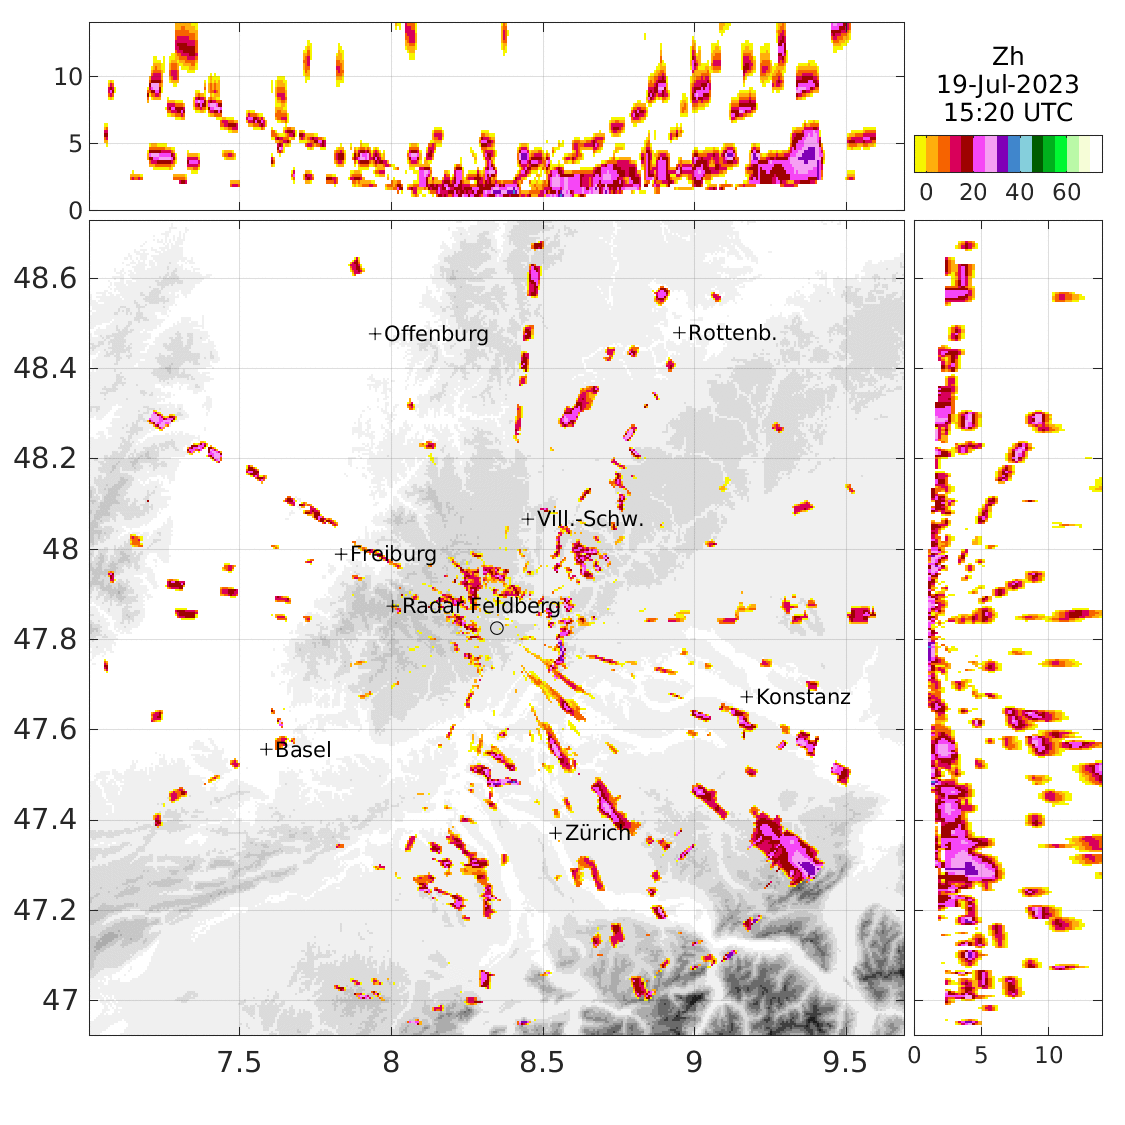 10
5
0
Zh
19-Jul-2023
15:20 UTC
0 20 40 60
48.6
48.4
48.2
48
47.8
47.6
47.4
47.2
47
+Offenburg
+Rottenb.
+Vill.-Schw.
+Freiburg
+Radar Feldberg
+Konstanz
+Basel
+Zürich
7.5 8 8.5 9 9.5
0 5 10